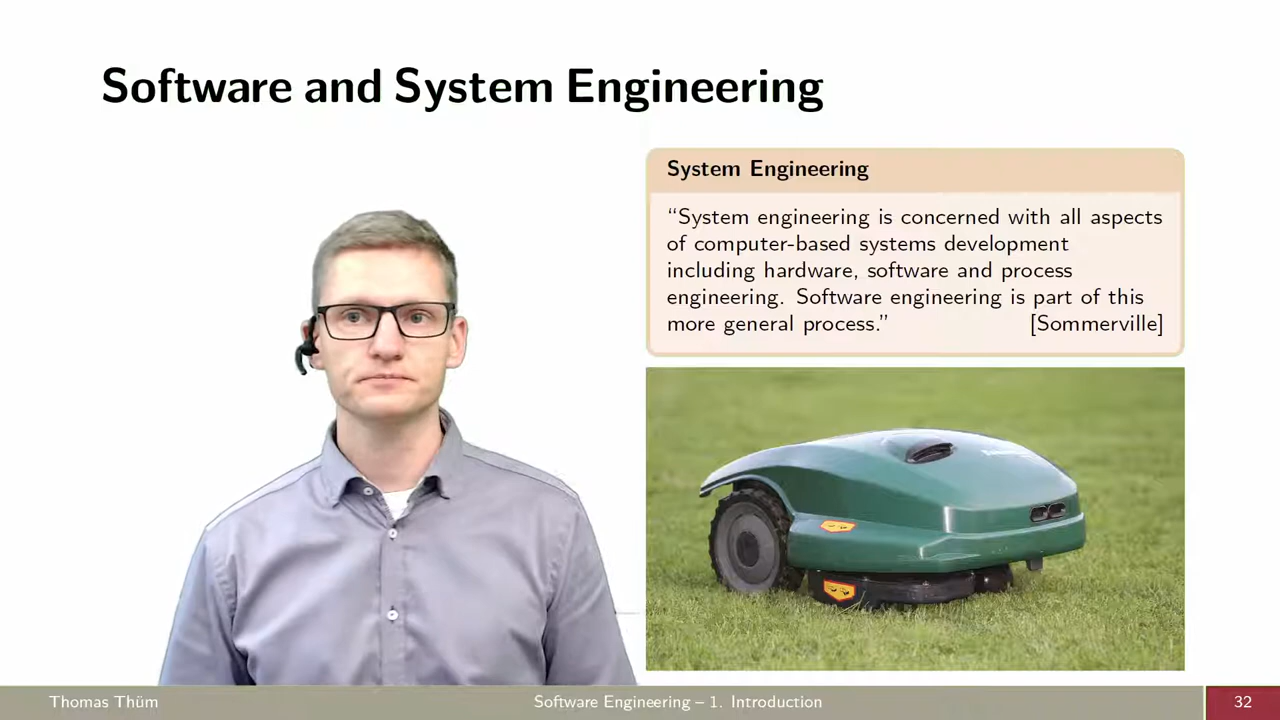 Software and System Engineering
System Engineering
“System engineering is concerned with all aspects
of computer-based systems development
including hardware, software and process
engineering. Software engineering is part of this
more general process.” [Sommerville]
Thomas Thüm
Software Engineering – 1. Introduction
32